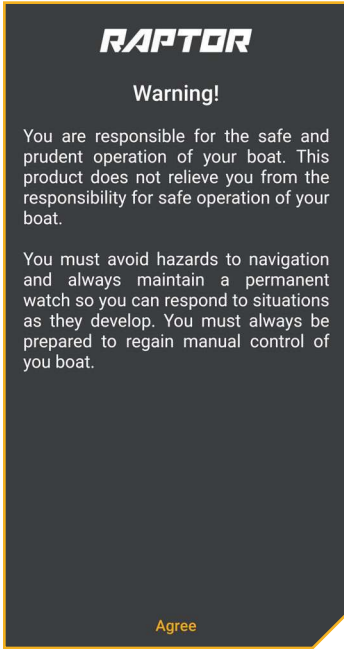 RAPTOR
Warning!
You are responsible for the safe and
prudent operation of your boat. This
product does not relieve you from the
responsibility for safe operation of your
boat.
You must avoid hazards to navigation
and always maintain a permanent
watch so you can respond to situations
as they develop. You must always be
prepared to regain manual control of
you boat.
Agree